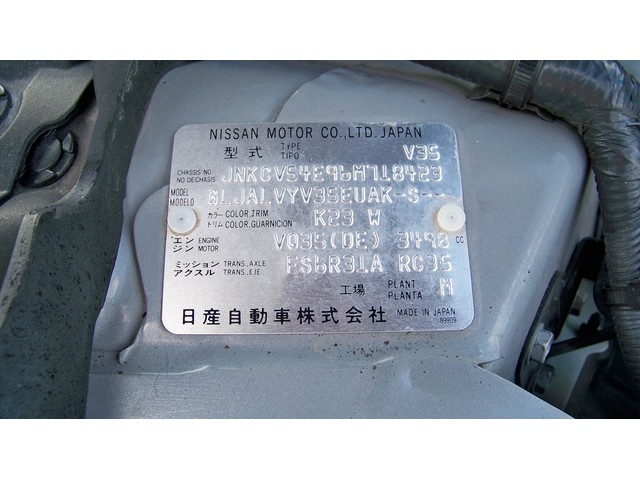 NISSAN MOTOR CO.,LTD. JAPAN
型式 TYPE TIPO V35
CHASSIS NO NO DE CHASIS JNKCV54E96M718423
MODEL MODELO GLJALVYV35EUAK-S--
カラー COLOR,TRIM トリム COLOR,GUARNICION K23 W
エンジン ENGINE MOTOR VQ35(DE) 3498 CC
ミッション TRANS.,AXLE アクスル TRANS.,EJE FS6R31A RC35
工場 PLANT PLANTA M
日産自動車株式会社 MADE IN JAPAN
89909